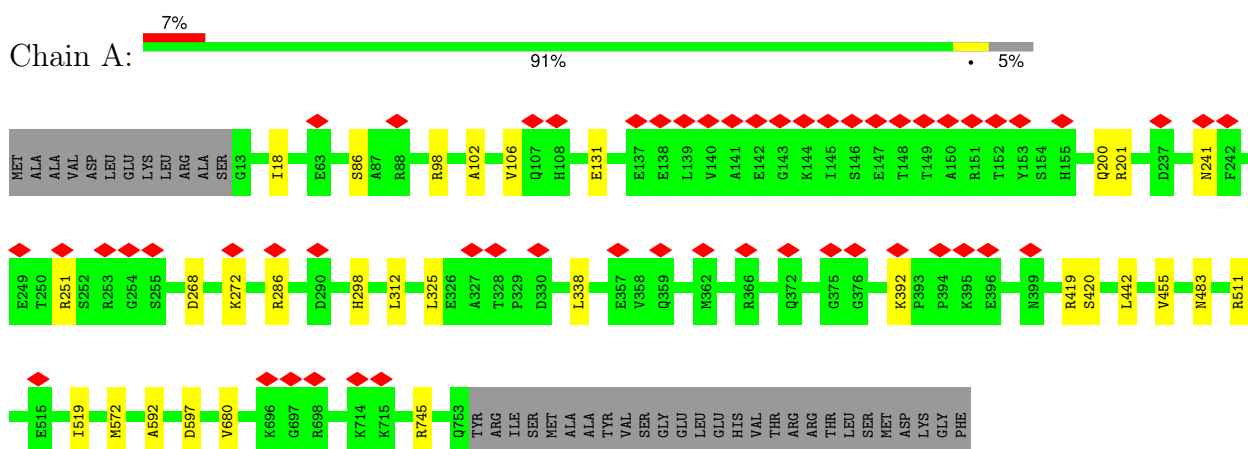 7%
Chain A:
91% • 5%
MET ALA ALA VAL ASP LEU GLU LYS LEU ARG ALA SER G13 I18 E63 S86 A87 R88 R98 A102 V106 Q107 H108 E131 E137 E138 L139 V140 A141 E142 G143 K144 I145 S146 E147 T148 T149 A150 R151 T152 Y153 S154 H155 Q200 R201 D237 N241 F242
E249 T250 R251 S252 R253 G254 S255 D268 K272 R286 D290 H298 L312 L325 E326 A327 T328 P329 D330 L338 E357 V358 Q359 M362 R366 Q372 G375 G376 K392 P393 P394 K395 E396 N399 R419 S420 L442 V455 N483 R511
E515 I519 M572 A592 D597 V680 K696 G697 R698 K714 K715 R745 Q753 TYR ARG ILE SER MET ALA ALA TYR VAL SER GLY GLU LEU GLU HIS VAL THR ARG ARG THR LEU SER MET ASP LYS GLY PHE